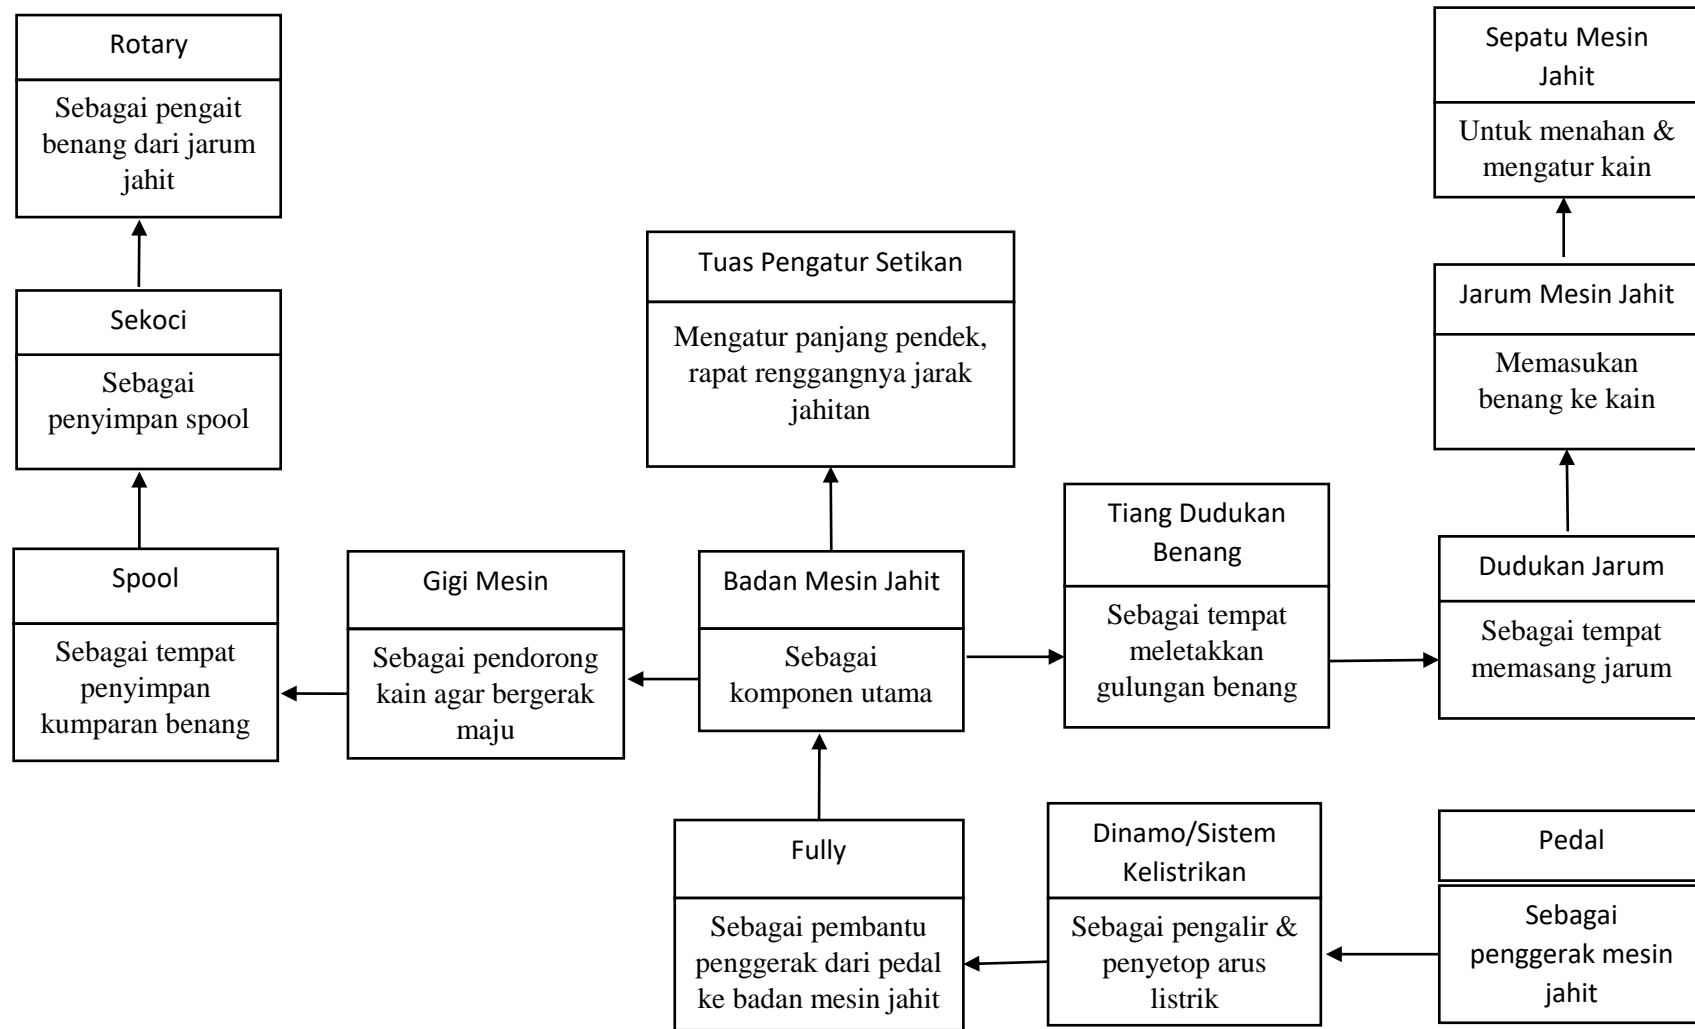 Rotary
Sebagai pengait
benang dari jarum
jahit
Sepatu Mesin
Jahit
Untuk menahan &
mengatur kain
Tuas Pengatur Setikan
Mengatur panjang pendek,
rapat renggangnya jarak
jahitan
Sekoci
Sebagai
penyimpan spool
Jarum Mesin Jahit
Memasukan
benang ke kain
Spool
Sebagai tempat
penyimpan
kumparan benang
Gigi Mesin
Sebagai pendorong
kain agar bergerak
maju
Badan Mesin Jahit
Sebagai
komponen utama
Tiang Dudukan
Benang
Sebagai tempat
meletakkan
gulungan benang
Dudukan Jarum
Sebagai tempat
memasang jarum
Fully
Sebagai pembantu
penggerak dari pedal
ke badan mesin jahit
Dinamo/Sistem
Kelistrikan
Sebagai pengalir &
penyetop arus
listrik
Pedal
Sebagai
penggerak mesin
jahit